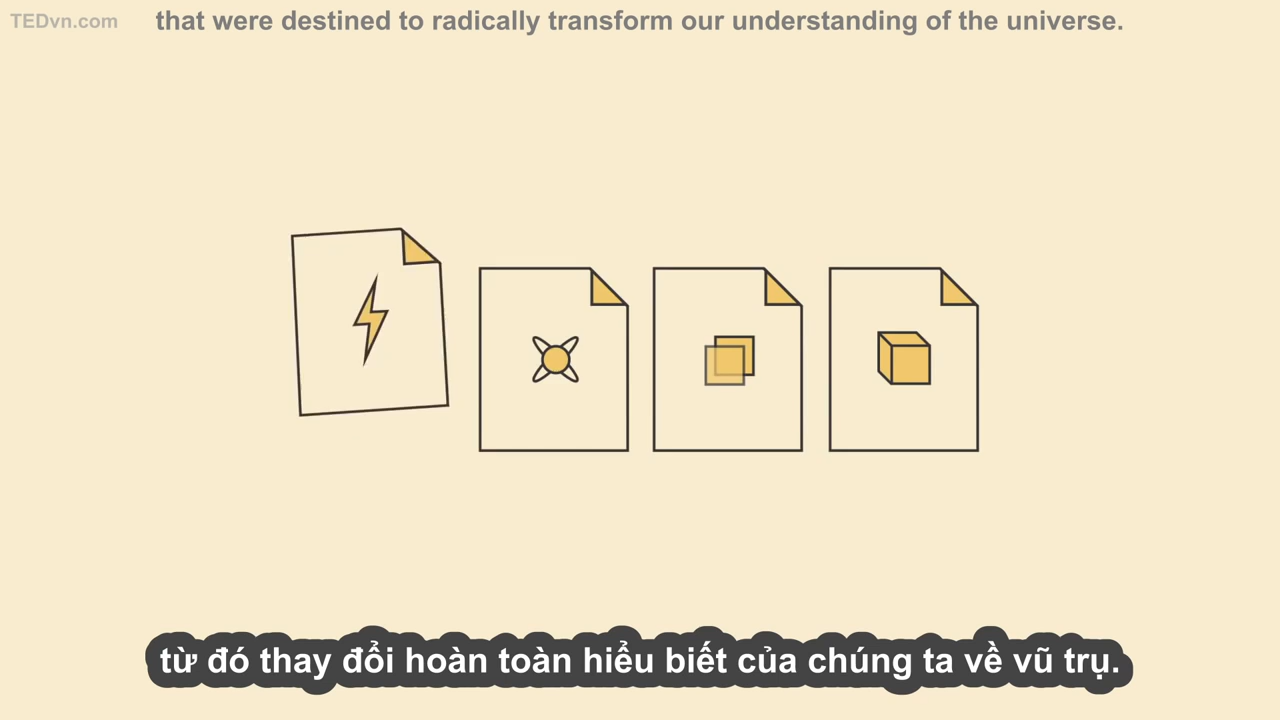 TEDvn.com
that were destined to radically transform our understanding of the universe.
từ đó thay đổi hoàn toàn hiểu biết của chúng ta về vũ trụ.